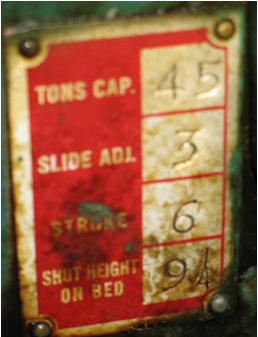 TONS CAP. 45
SLIDE ADJ. 3
STROKE 6
SHUT HEIGHT
ON BED 9¼